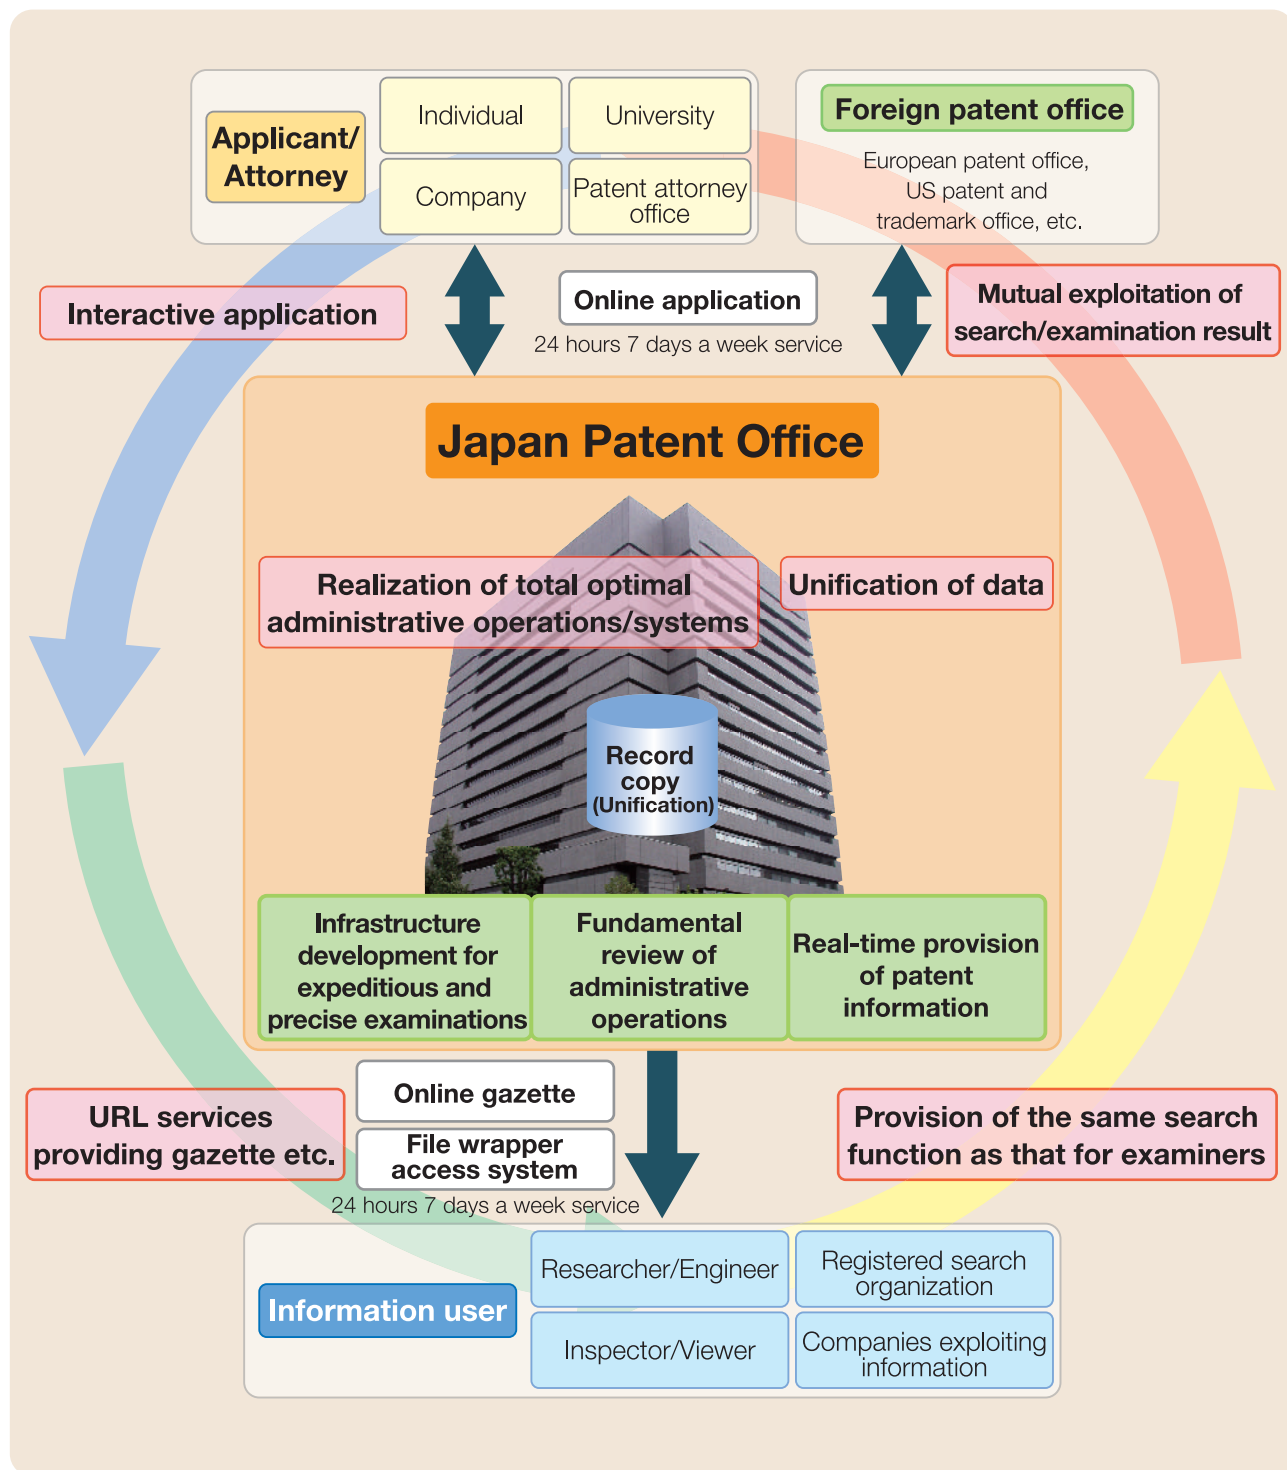 Applicant/
Attorney
Individual
University
Company
Patent attorney
office
Foreign patent office
European patent office,
US patent and
trademark office, etc.
Interactive application
Online application
24 hours 7 days a week service
Mutual exploitation of
search/examination result
Japan Patent Office
Realization of total optimal
administrative operations/systems
Unification of data
Record
copy
(Unification)
Infrastructure
development for
expeditious and
precise examinations
Fundamental
review of
administrative
operations
Real-time provision
of patent
information
URL services
providing gazette etc.
Online gazette
File wrapper
access system
24 hours 7 days a week service
Provision of the same search
function as that for examiners
Information user
Researcher/Engineer
Registered search
organization
Inspector/Viewer
Companies exploiting
information